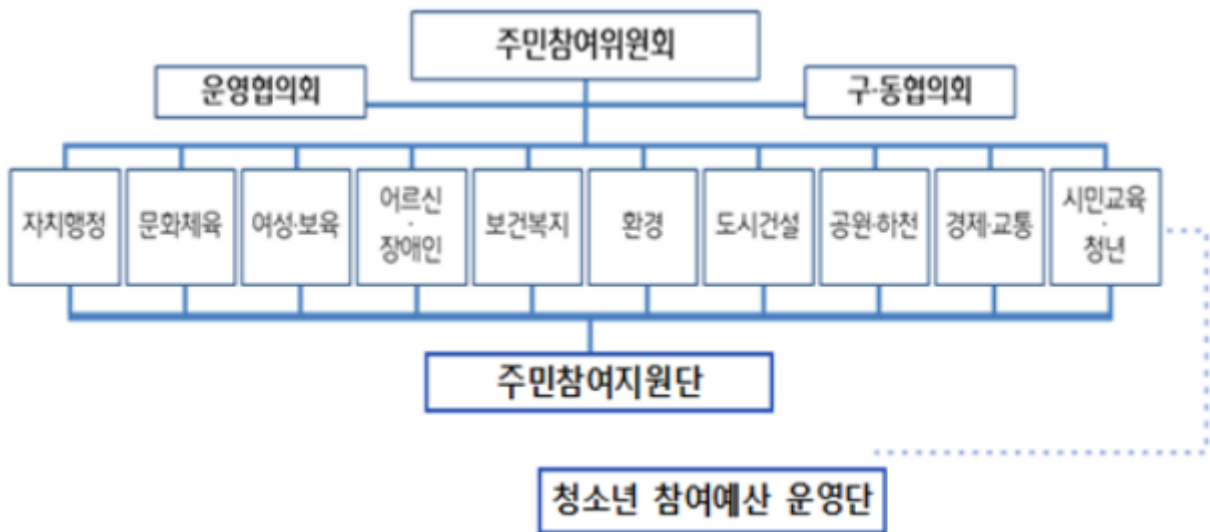 주민참여위원회
운영협의회
구·동협의회
자치행정
문화체육
여성·보육
어르신
·
장애인
보건복지
환경
도시건설
공원·하천
경제·교통
시민교육
·
청년
주민참여지원단
청소년 참여예산 운영단